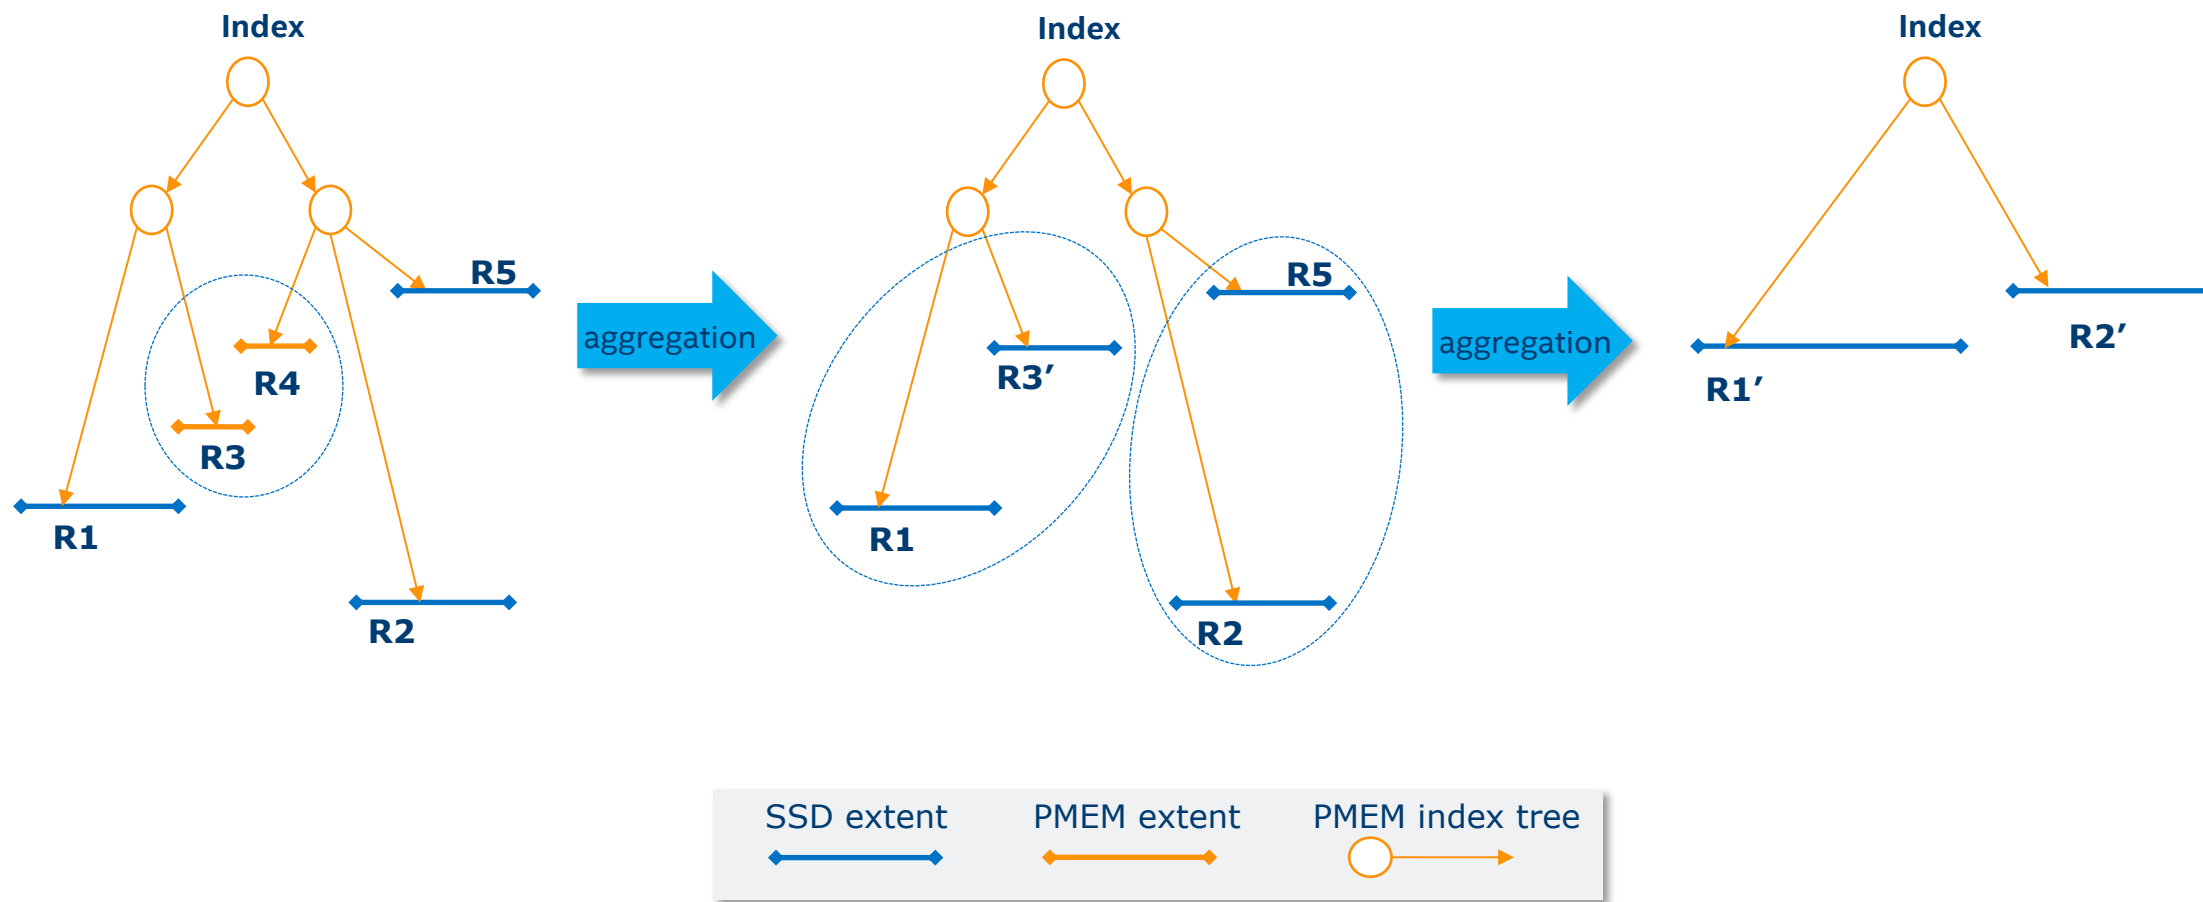 Index
R5
R4
R3
R1
R2
aggregation
Index
R5
R3′
R1
R2
aggregation
Index
R2′
R1′
SSD extent
PMEM extent
PMEM index tree